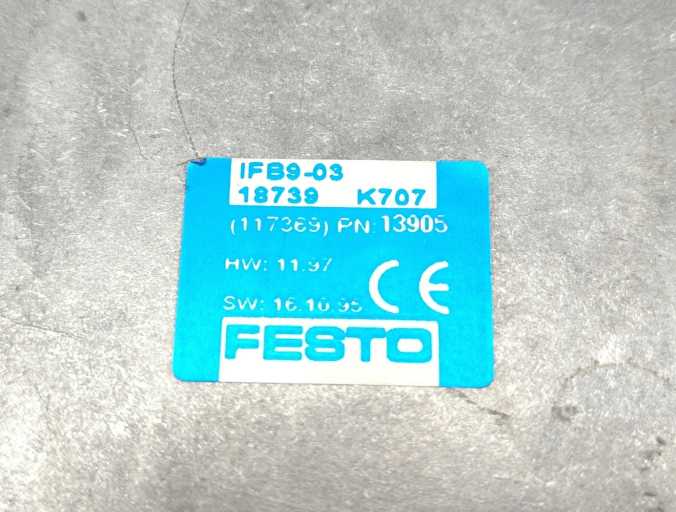 IFB9-03
18739 K707
(117369) PN: 13905
HW: 11.97
SW: 16.10.95
CE
FESTO